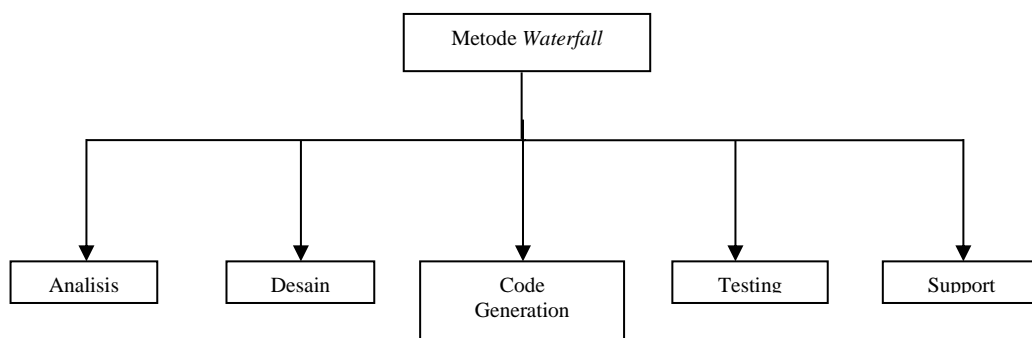 Metode Waterfall
Analisis
Desain
Code
Generation
Testing
Support